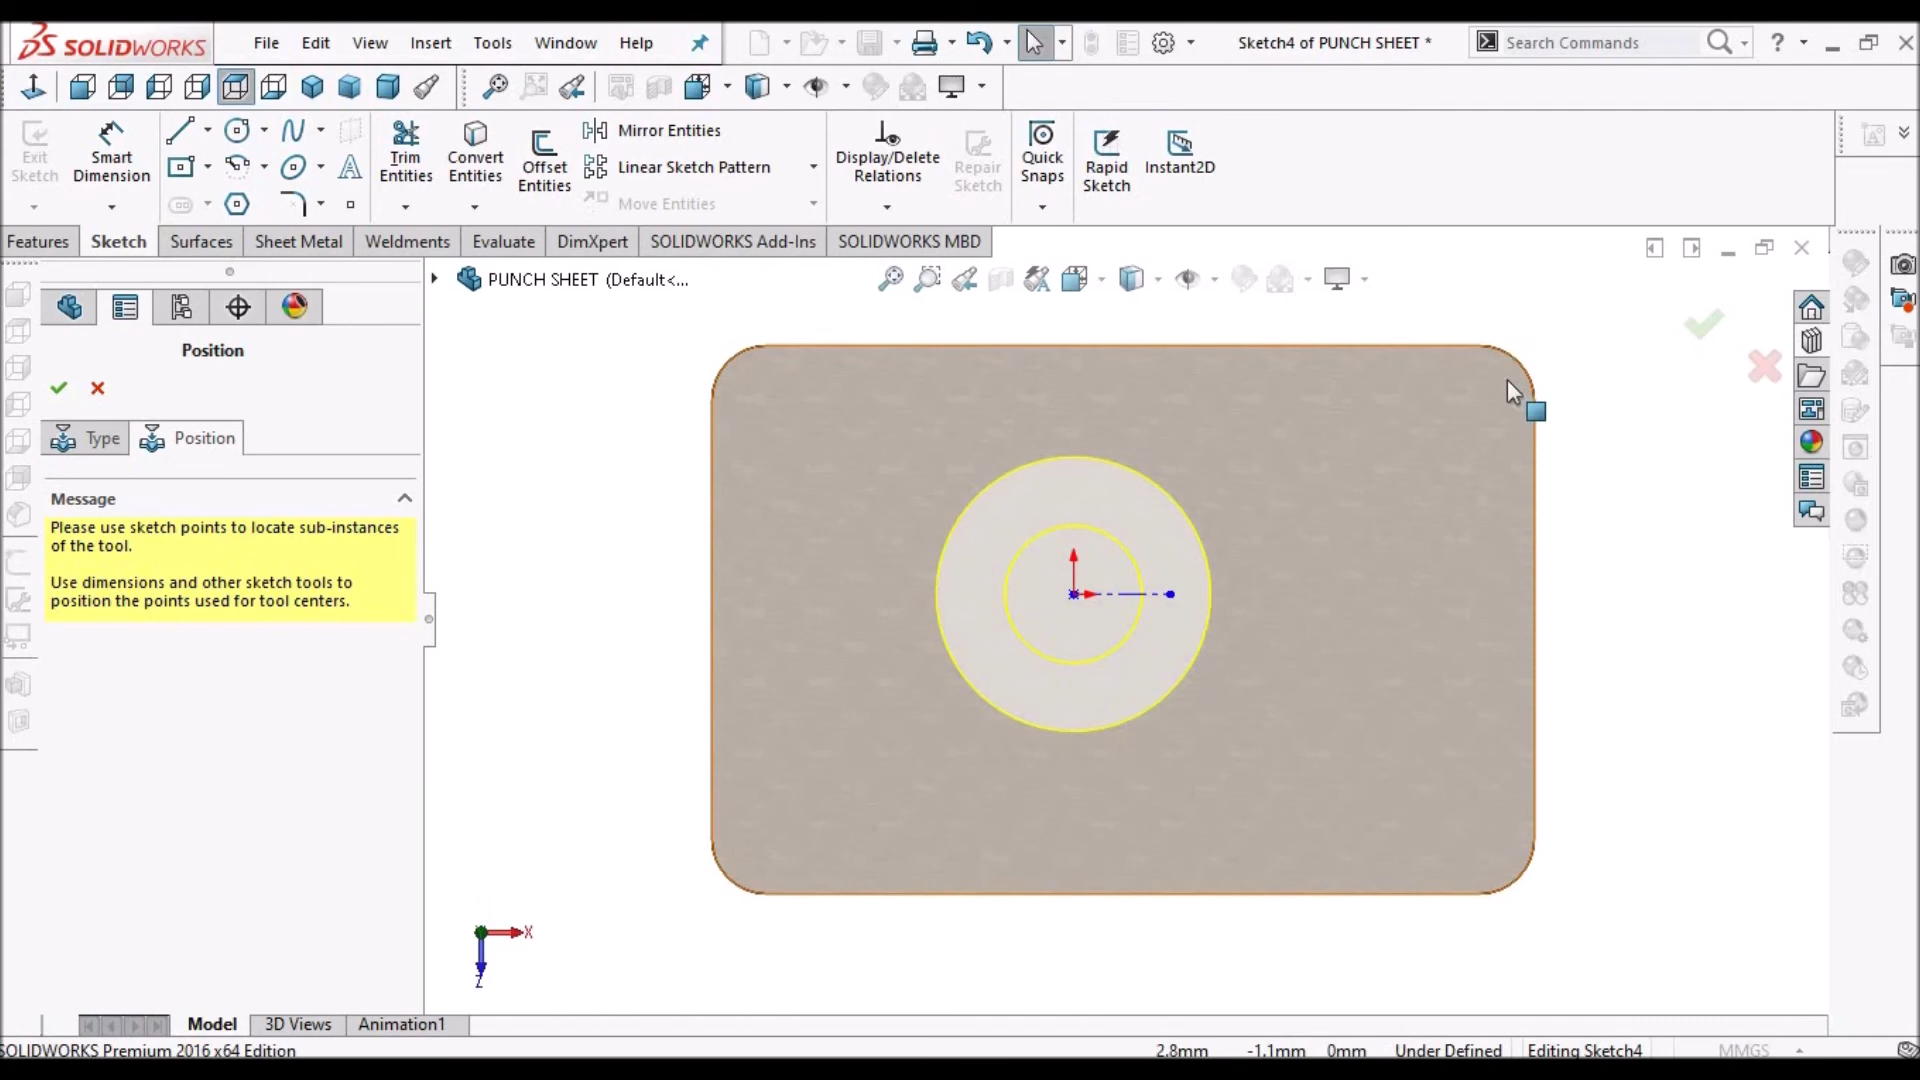 SOLIDWORKS File Edit View Insert Tools Window Help Sketch4 of PUNCH SHEET * Search Commands ?
Exit Sketch
Smart Dimension
Trim Entities
Convert Entities
Offset Entities
Mirror Entities
Linear Sketch Pattern
Move Entities
Display/Delete Relations
Repair Sketch
Quick Snaps
Rapid Sketch
Instant2D
Features Sketch Surfaces Sheet Metal Weldments Evaluate DimXpert SOLIDWORKS Add-Ins SOLIDWORKS MBD
PUNCH SHEET (Default<...
Position
Type Position
Message
Please use sketch points to locate sub-instances
of the tool.
Use dimensions and other sketch tools to
position the points used for tool centers.
X
Z
Model 3D Views Animation1
SOLIDWORKS Premium 2016 x64 Edition 2.8mm -1.1mm 0mm Under Defined Editing Sketch4 MMGS